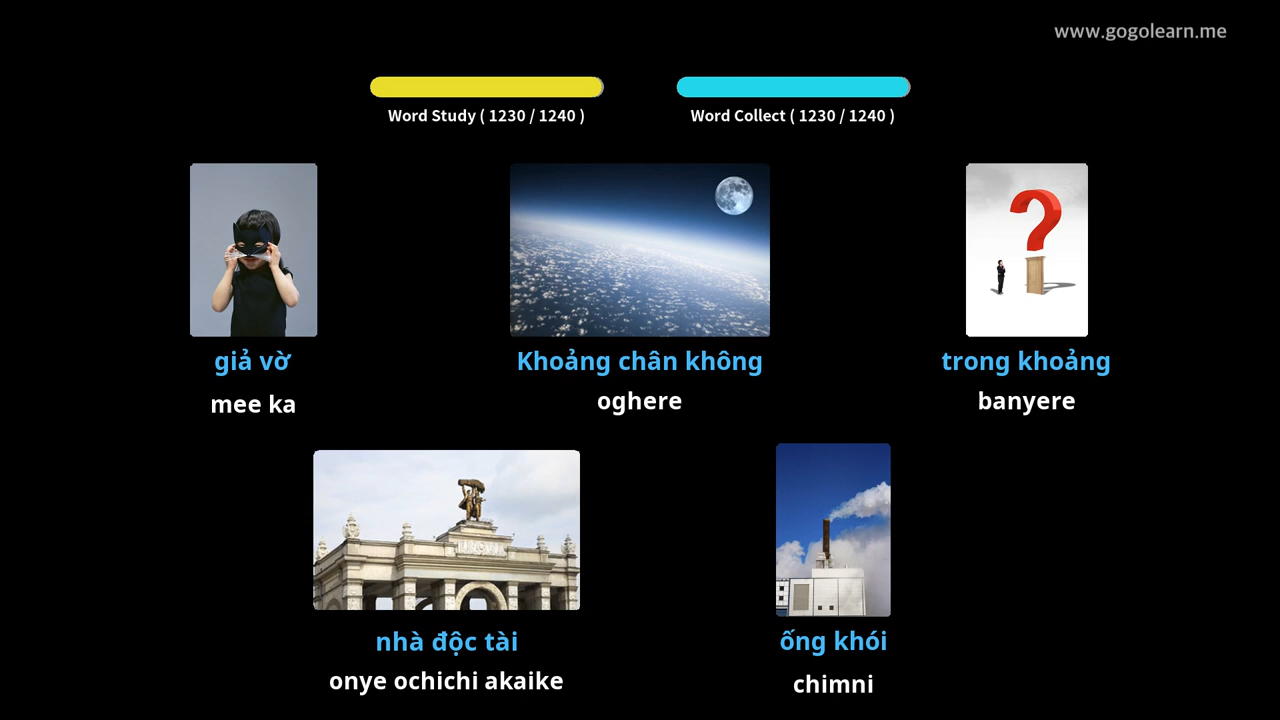 www.gogolearn.me
Word Study ( 1230 / 1240 )
Word Collect ( 1230 / 1240 )
giả vờ
mee ka
Khoảng chân không
oghere
trong khoảng
banyere
nhà độc tài
onye ochichi akaike
ống khói
chimni